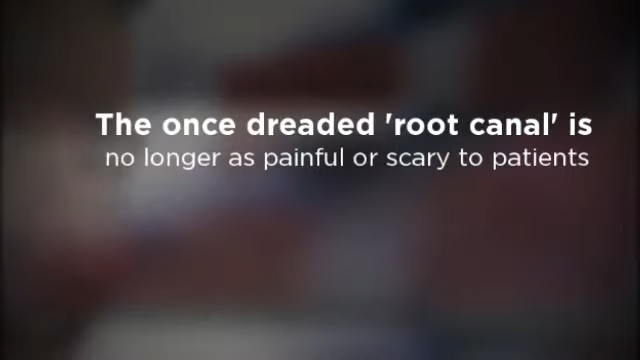 The once dreaded 'root canal' is
no longer as painful or scary to patients